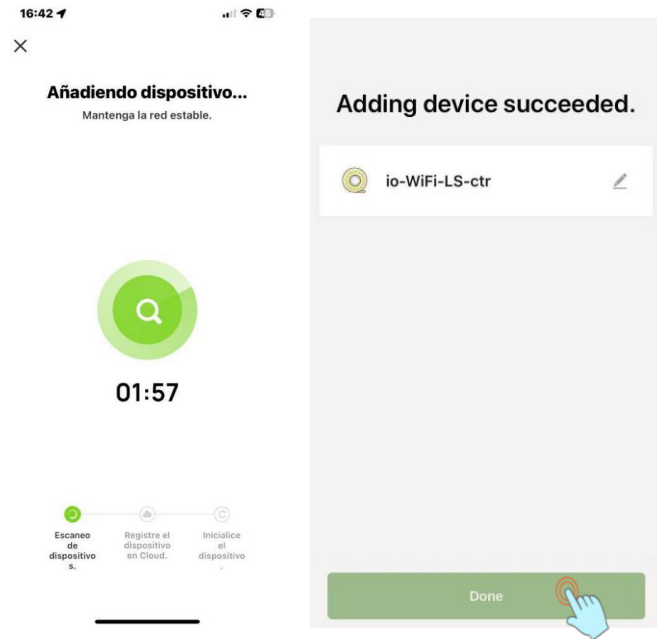 16:42
45
Añadiendo dispositivo...
Mantenga la red estable.
01:57
Escaneo
de
dispositivo
s.
Registre el
dispositivo
en Cloud.
Inicialice
el
dispositivo
.
Adding device succeeded.
io-WiFi-LS-ctr
Done